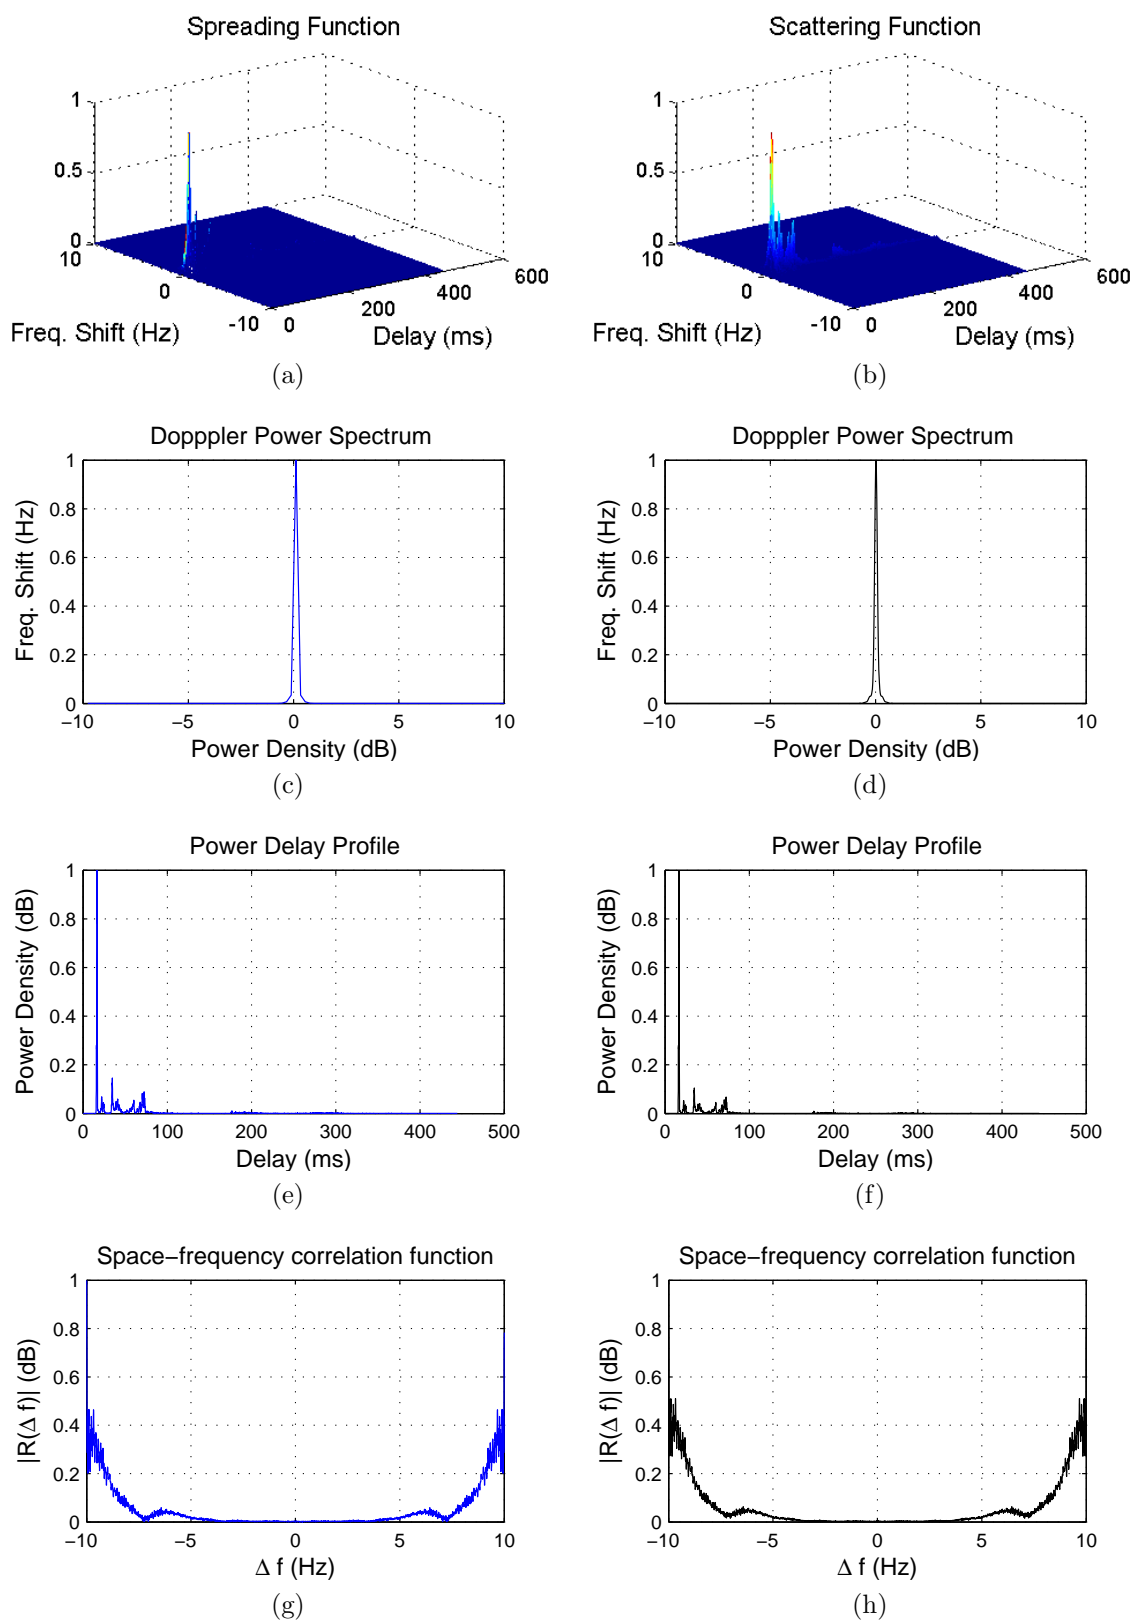 Spreading Function
1
0.5
0
10
0
-10
0
200
400
600
Freq. Shift (Hz)
Delay (ms)
(a)
Scattering Function
1
0.5
0
10
0
-10
0
200
400
600
Freq. Shift (Hz)
Delay (ms)
(b)
Dopppler Power Spectrum
1
0.8
0.6
0.4
0.2
0
−10 −5 0 5 10
Freq. Shift (Hz)
Power Density (dB)
(c)
Dopppler Power Spectrum
1
0.8
0.6
0.4
0.2
0
−10 −5 0 5 10
Freq. Shift (Hz)
Power Density (dB)
(d)
Power Delay Profile
1
0.8
0.6
0.4
0.2
0
0 100 200 300 400 500
Power Density (dB)
Delay (ms)
(e)
Power Delay Profile
1
0.8
0.6
0.4
0.2
0
0 100 200 300 400 500
Power Density (dB)
Delay (ms)
(f)
Space−frequency correlation function
1
0.8
0.6
0.4
0.2
0
−10 −5 0 5 10
|R(Δ f)| (dB)
Δ f (Hz)
(g)
Space−frequency correlation function
1
0.8
0.6
0.4
0.2
0
−10 −5 0 5 10
|R(Δ f)| (dB)
Δ f (Hz)
(h)